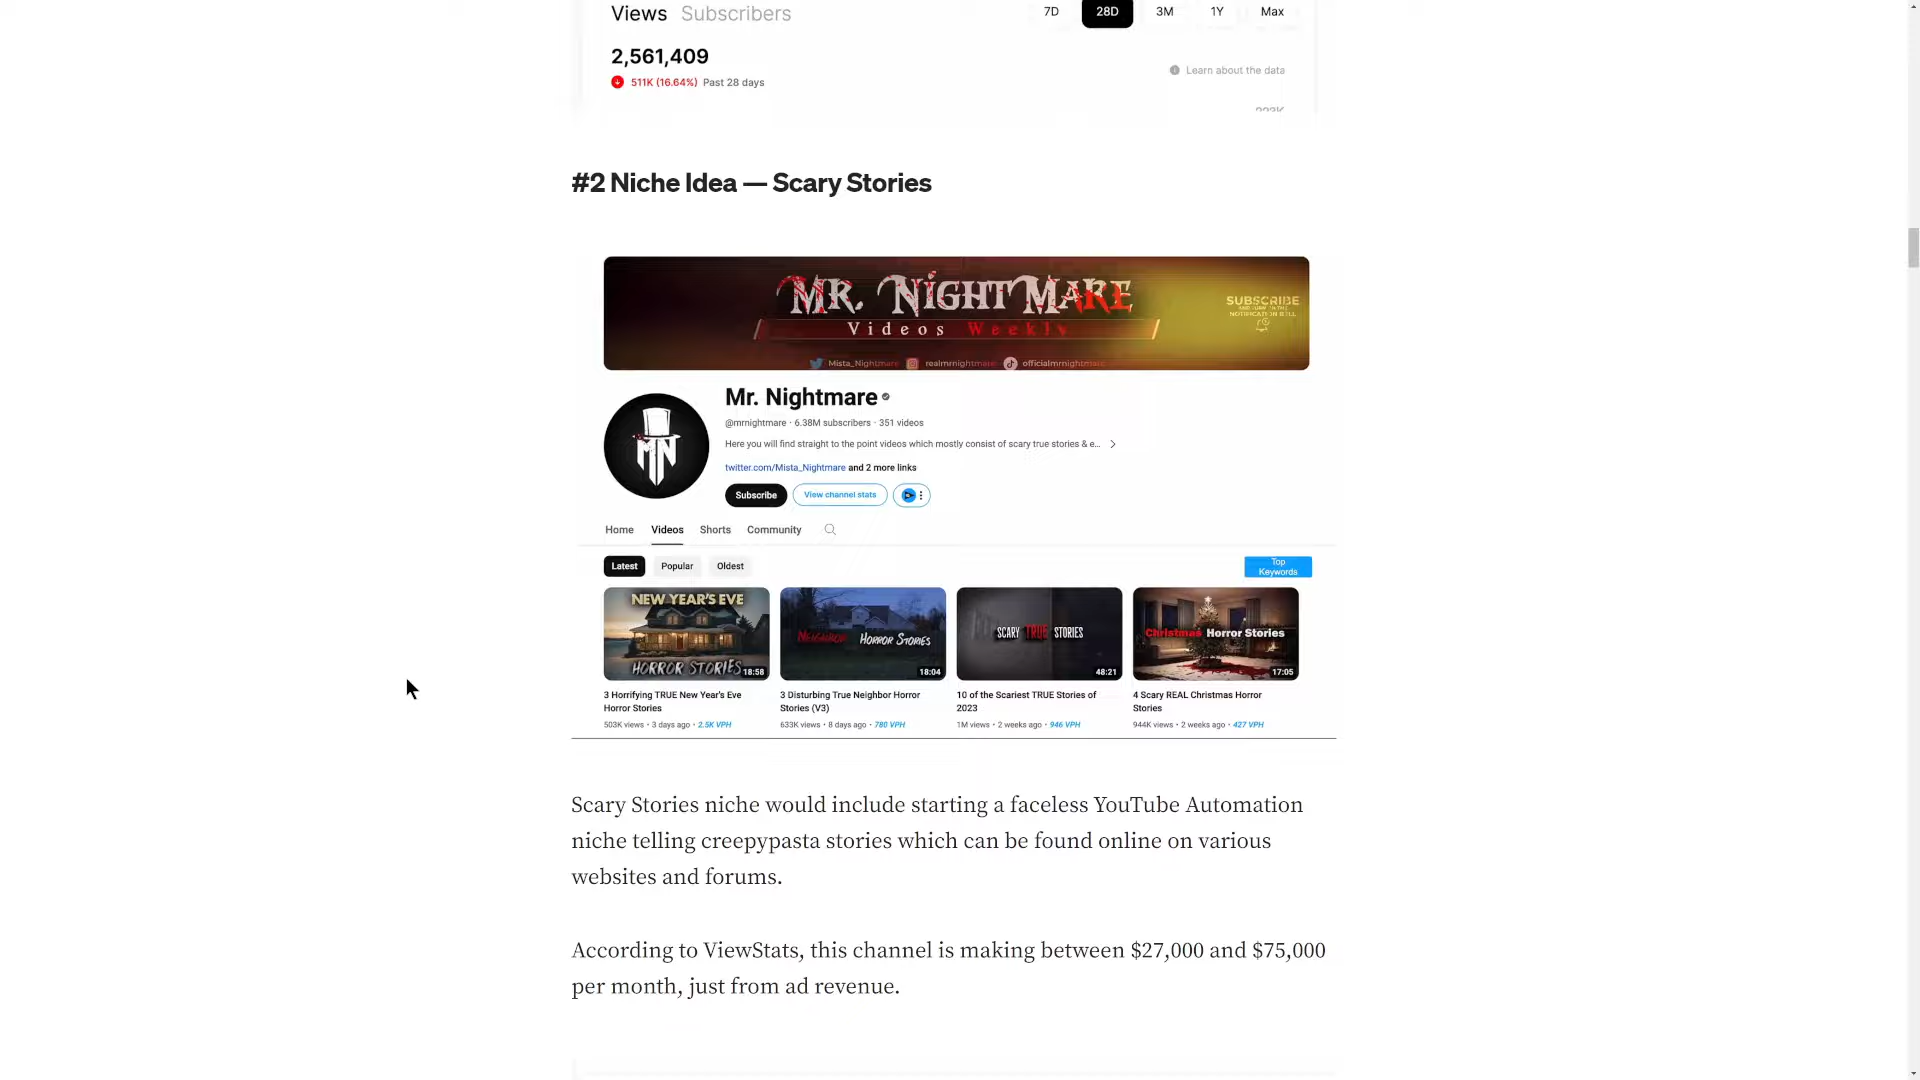 Views Subscribers
7D 28D 3M 1Y Max
2,561,409
511K (16.64%) Past 28 days
Learn about the data
#2 Niche Idea — Scary Stories
MR. NIGHTMARE
Videos Weekly
SUBSCRIBE
NOTIFICATION BELL
Mista_Nightmare realmrnightmare officialmrnightmare
Mr. Nightmare
@mrnightmare · 6.38M subscribers · 351 videos
Here you will find straight to the point videos which mostly consist of scary true stories & e...
twitter.com/Mista_Nightmare and 2 more links
Subscribe View channel stats
MN
Home Videos Shorts Community
Latest Popular Oldest
Top
Keywords
NEW YEAR'S EVE
HORROR STORIES
18:58
NEIGHBOR HORROR STORIES
18:04
SCARY TRUE STORIES
48:21
Christmas Horror Stories
17:05
3 Horrifying TRUE New Year's Eve
Horror Stories
503K views · 3 days ago · 2.5K VPH
3 Disturbing True Neighbor Horror
Stories (V3)
633K views · 8 days ago · 780 VPH
10 of the Scariest TRUE Stories of
2023
1M views · 2 weeks ago · 946 VPH
4 Scary REAL Christmas Horror
Stories
944K views · 2 weeks ago · 427 VPH
Scary Stories niche would include starting a faceless YouTube Automation
niche telling creepypasta stories which can be found online on various
websites and forums.
According to ViewStats, this channel is making between $27,000 and $75,000
per month, just from ad revenue.